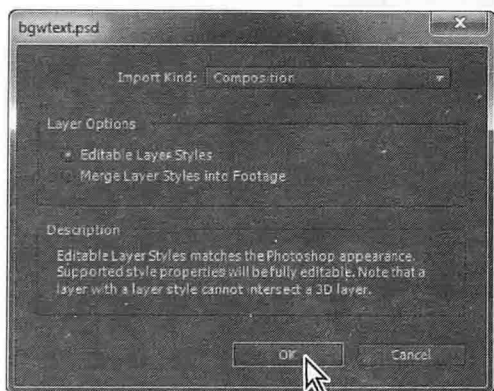 bgwtext.psd
Import Kind: Composition
Layer Options
Editable Layer Styles
Merge Layer Styles into Footage
Description
Editable Layer Styles matches the Photoshop appearance.
Supported style properties will be fully editable. Note that a
layer with a layer style cannot intersect a 3D layer.
OK Cancel